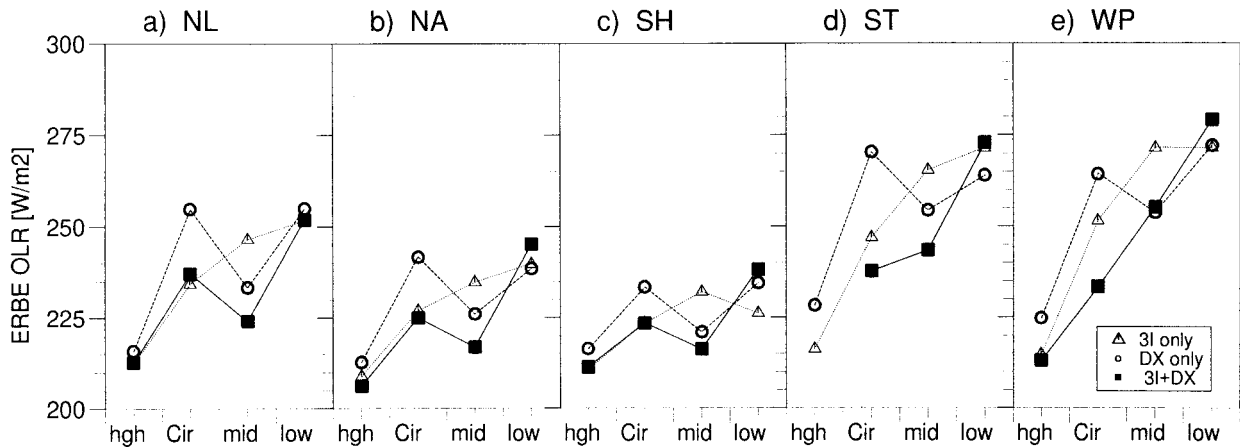 a) NL b) NA c) SH d) ST e) WP
300
275
250
225
200
ERBE OLR [W/m2]
3I only
DX only
3I+DX
hgh Cir mid low hgh Cir mid low hgh Cir mid low hgh Cir mid low hgh Cir mid low